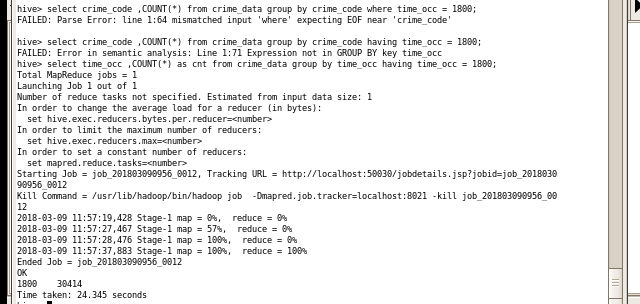 hive> select crime_code ,COUNT(*) from crime_data group by crime_code where time_occ = 1800;
FAILED: Parse Error: line 1:64 mismatched input 'where' expecting EOF near 'crime_code'
hive> select crime_code ,COUNT(*) from crime_data group by crime_code having time_occ = 1800;
FAILED: Error in semantic analysis: Line 1:71 Expression not in GROUP BY key time_occ
hive> select time_occ ,COUNT(*) as cnt from crime_data group by time_occ having time_occ = 1800;
Total MapReduce jobs = 1
Launching Job 1 out of 1
Number of reduce tasks not specified. Estimated from input data size: 1
In order to change the average load for a reducer (in bytes):
  set hive.exec.reducers.bytes.per.reducer=<number>
In order to limit the maximum number of reducers:
  set hive.exec.reducers.max=<number>
In order to set a constant number of reducers:
  set mapred.reduce.tasks=<number>
Starting Job = job_201803090956_0012, Tracking URL = http://localhost:50030/jobdetails.jsp?jobid=job_2018030
90956_0012
Kill Command = /usr/lib/hadoop/bin/hadoop job  -Dmapred.job.tracker=localhost:8021 -kill job_201803090956_00
12
2018-03-09 11:57:19,428 Stage-1 map = 0%,  reduce = 0%
2018-03-09 11:57:27,467 Stage-1 map = 57%,  reduce = 0%
2018-03-09 11:57:28,476 Stage-1 map = 100%,  reduce = 0%
2018-03-09 11:57:37,883 Stage-1 map = 100%,  reduce = 100%
Ended Job = job_201803090956_0012
OK
1800    30414
Time taken: 24.345 seconds